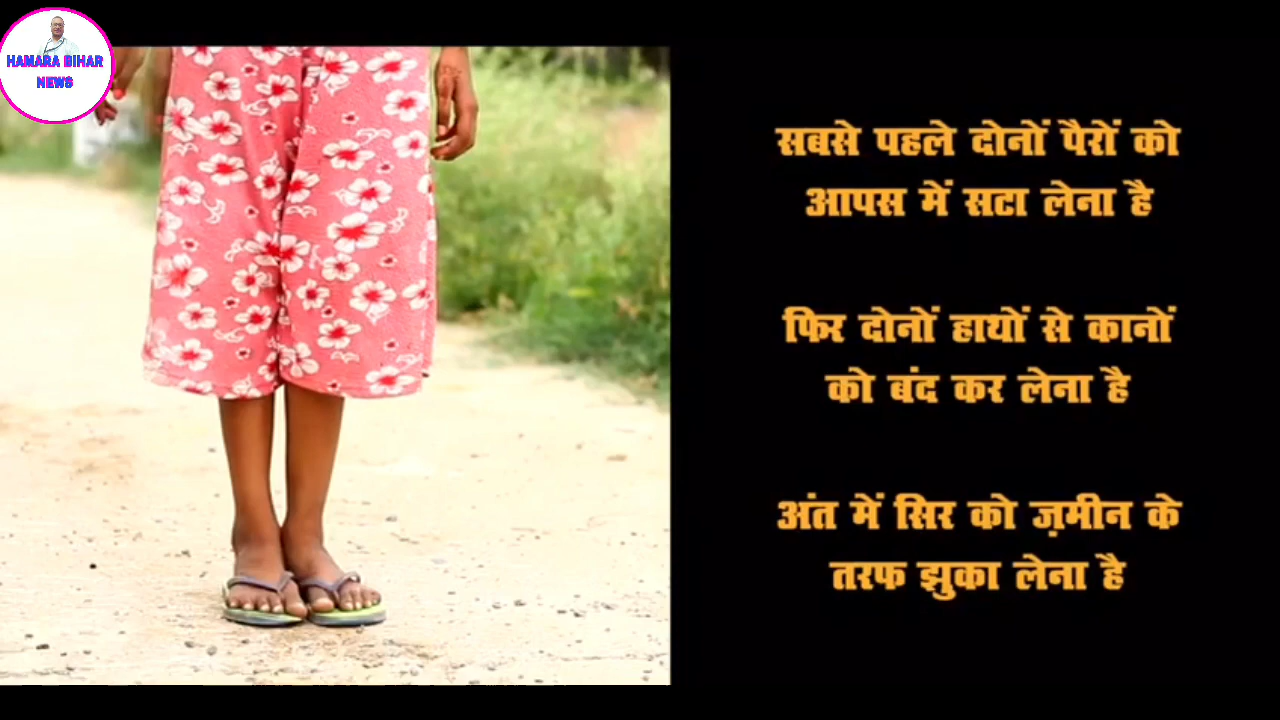 HAMARA BIHAR
NEWS
सबसे पहले दोनों पैरों को
आपस में सटा लेना है
फिर दोनों हाथों से कानों
को बंद कर लेना है
अंत में सिर को ज़मीन के
तरफ झुका लेना है